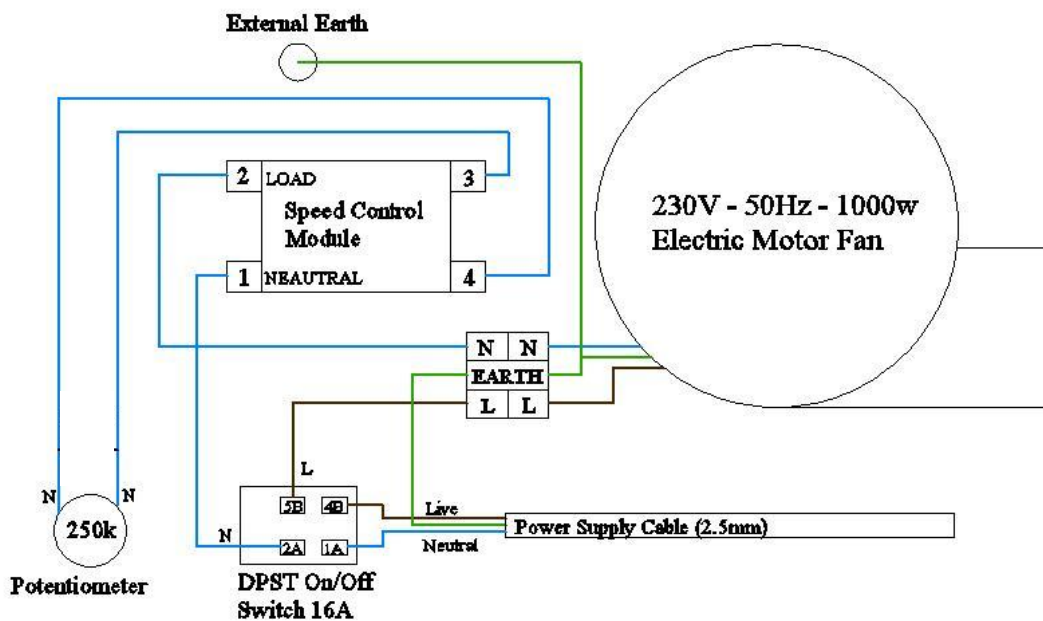 External Earth
2 LOAD 3
Speed Control
Module
1 NEAUTRAL 4
230V - 50Hz - 1000w
Electric Motor Fan
N N
EARTH
L L
L
N N
250k
Potentiometer
5B 4B
N
2A 1A
Live
Neutral
Power Supply Cable (2.5mm)
DPST On/Off
Switch 16A